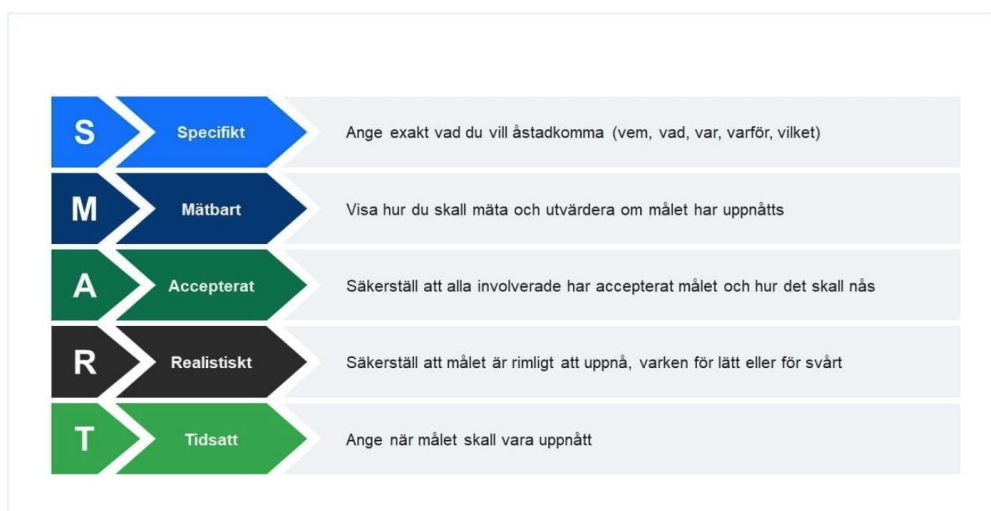 S Specifikt Ange exakt vad du vill åstadkomma (vem, vad, var, varför, vilket)
M Mätbart Visa hur du skall mäta och utvärdera om målet har uppnåtts
A Accepterat Säkerställ att alla involverade har accepterat målet och hur det skall nås
R Realistiskt Säkerställ att målet är rimligt att uppnå, varken för lätt eller för svårt
T Tidsatt Ange när målet skall vara uppnått